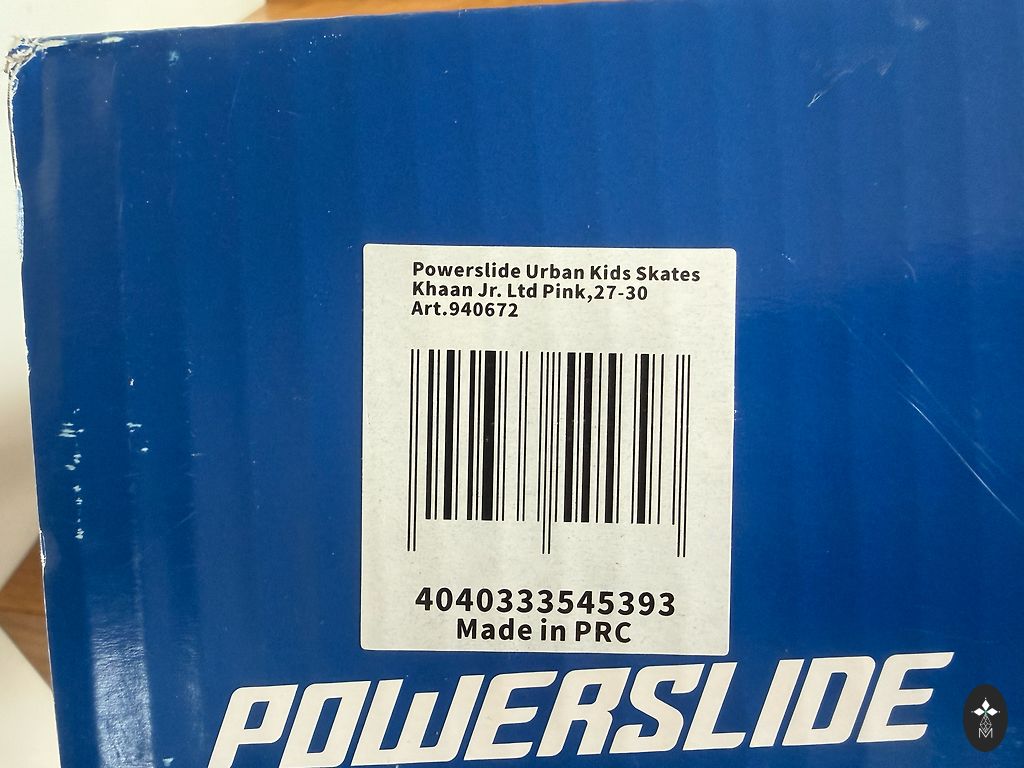 Powerslide Urban Kids Skates
Khaan Jr. Ltd Pink,27-30
Art.940672
4040333545393
Made in PRC
POWERSLIDE
M